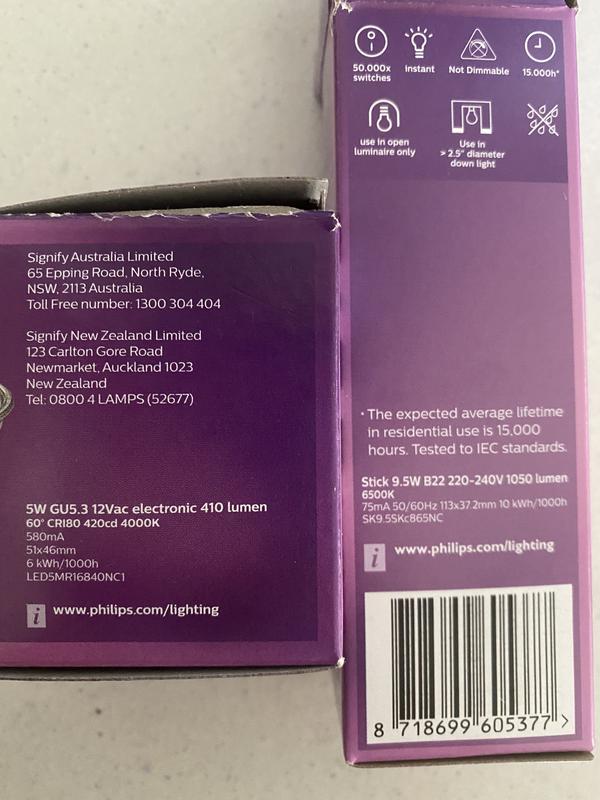 Signify Australia Limited
65 Epping Road, North Ryde,
NSW, 2113 Australia
Toll Free number: 1300 304 404
Signify New Zealand Limited
123 Carlton Gore Road
Newmarket, Auckland 1023
New Zealand
Tel: 0800 4 LAMPS (52677)
5W GU5.3 12Vac electronic 410 lumen
60° CRI80 420cd 4000K
580mA
51x46mm
6 kWh/1000h
LED5MR16840NC1
i www.philips.com/lighting
50.000x
switches
instant
Not Dimmable
15.000h*
use in open
luminaire only
Use in
> 2.5" diameter
down light
* The expected average lifetime
in residential use is 15,000
hours. Tested to IEC standards.
Stick 9.5W B22 220-240V 1050 lumen
6500K
75mA 50/60Hz 113x37.2mm 10 kWh/1000h
SK9.5SKc865NC
i www.philips.com/lighting
8 718699 605377 >